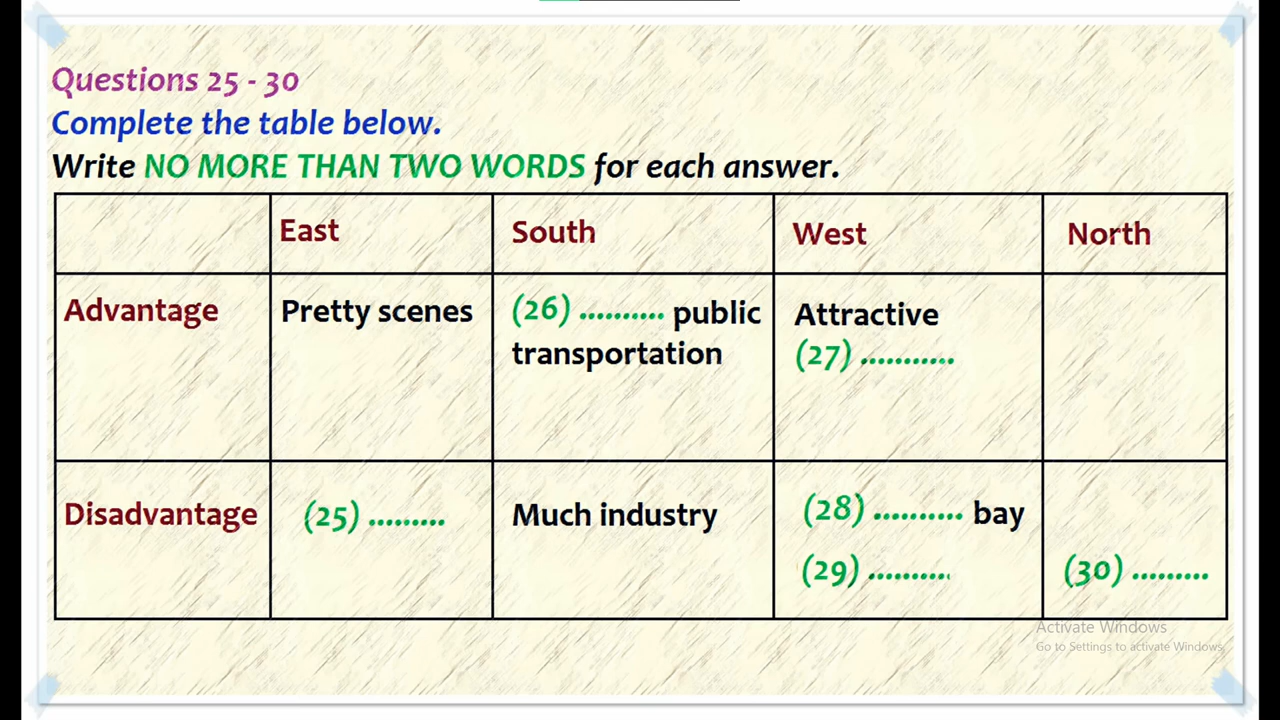 Questions 25 - 30
Complete the table below.
Write NO MORE THAN TWO WORDS for each answer.
East South West North
Advantage Pretty scenes (26) .......... public Attractive
transportation (27) ...........
Disadvantage (25) ......... Much industry (28) .......... bay
(29) .......... (30) .........
Activate Windows
Go to Settings to activate Windows.